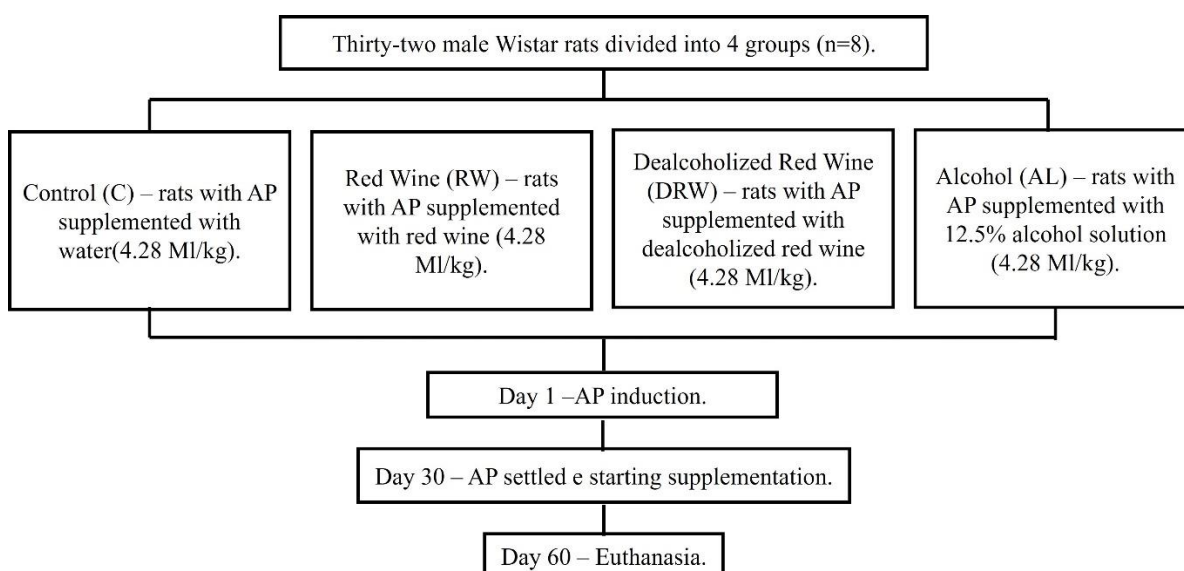 Thirty-two male Wistar rats divided into 4 groups (n=8).
Control (C) – rats with AP
supplemented with
water(4.28 Ml/kg).
Red Wine (RW) – rats
with AP supplemented
with red wine (4.28
Ml/kg).
Dealcoholized Red Wine
(DRW) – rats with AP
supplemented with
dealcoholized red wine
(4.28 Ml/kg).
Alcohol (AL) – rats with
AP supplemented with
12.5% alcohol solution
(4.28 Ml/kg).
Day 1 –AP induction.
Day 30 – AP settled e starting supplementation.
Day 60 – Euthanasia.